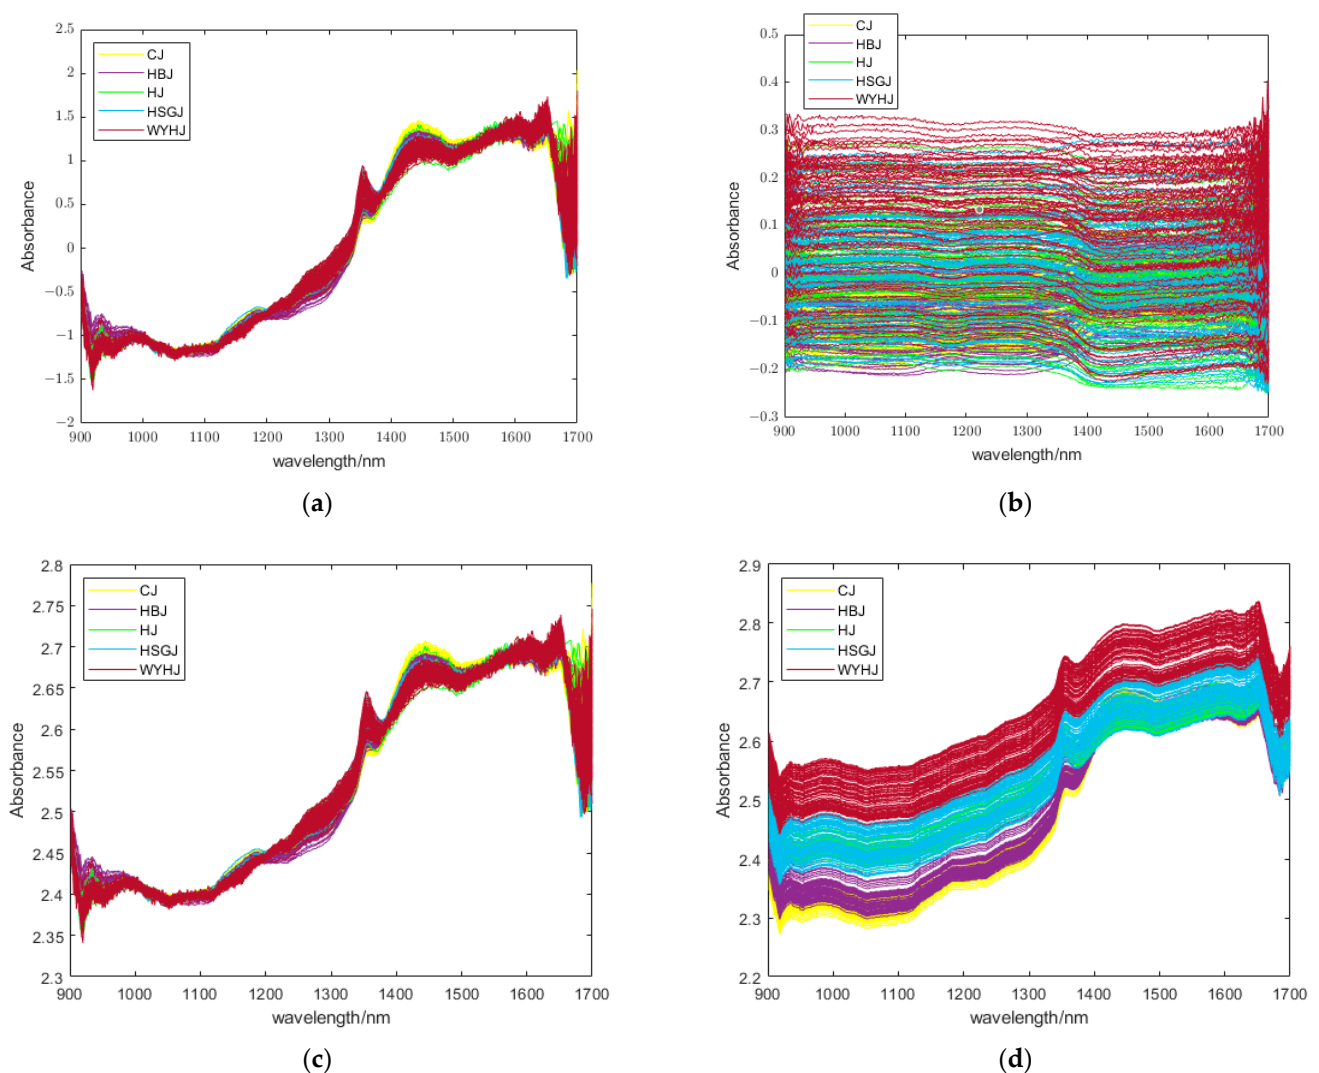 2.5
2
1.5
1
0.5
0
−0.5
−1
−1.5
−2
Absorbance
CJ
HBJ
HJ
HSGJ
WYHJ
900 1000 1100 1200 1300 1400 1500 1600 1700
wavelength/nm
(a)
0.5
0.4
0.3
0.2
0.1
0
−0.1
−0.2
−0.3
Absorbance
CJ
HBJ
HJ
HSGJ
WYHJ
900 1000 1100 1200 1300 1400 1500 1600 1700
wavelength/nm
(b)
2.8
2.75
2.7
2.65
2.6
2.55
2.5
2.45
2.4
2.35
2.3
Absorbance
CJ
HBJ
HJ
HSGJ
WYHJ
900 1000 1100 1200 1300 1400 1500 1600 1700
wavelength/nm
(c)
2.9
2.8
2.7
2.6
2.5
2.4
2.3
2.2
Absorbance
CJ
HBJ
HJ
HSGJ
WYHJ
900 1000 1100 1200 1300 1400 1500 1600 1700
wavelength/nm
(d)